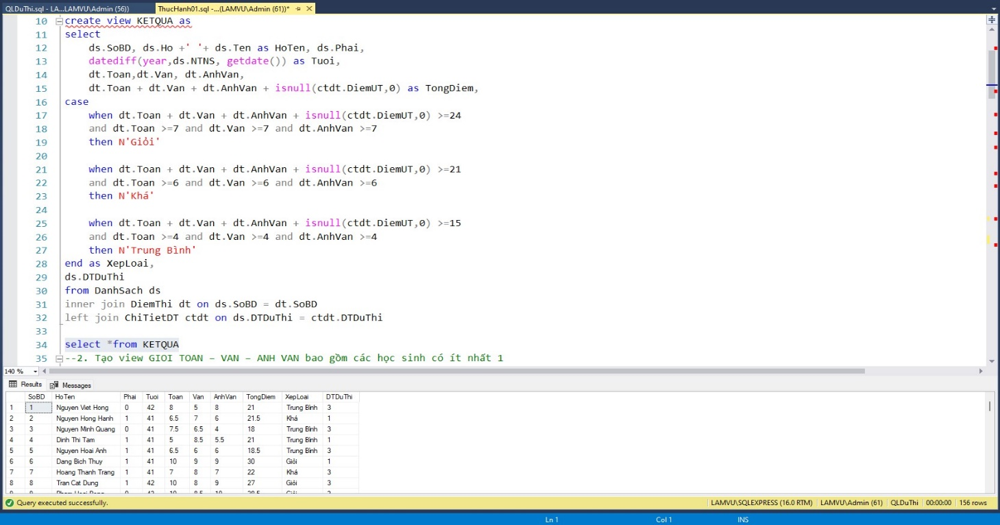 QLDuThi.sql - LA...LAMVU\Admin (56))
ThucHanh01.sql -...(LAMVU\Admin (61))*
10 create view KETQUA as
11 select
12 ds.SoBD, ds.Ho +' '+ ds.Ten as HoTen, ds.Phai,
13 datediff(year,ds.NTNS, getdate()) as Tuoi,
14 dt.Toan,dt.Van, dt.AnhVan,
15 dt.Toan + dt.Van + dt.AnhVan + isnull(ctdt.DiemUT,0) as TongDiem,
16 case
17 when dt.Toan + dt.Van + dt.AnhVan + isnull(ctdt.DiemUT,0) >=24
18 and dt.Toan >=7 and dt.Van >=7 and dt.AnhVan >=7
19 then N'Giỏi'
20
21 when dt.Toan + dt.Van + dt.AnhVan + isnull(ctdt.DiemUT,0) >=21
22 and dt.Toan >=6 and dt.Van >=6 and dt.AnhVan >=6
23 then N'Khá'
24
25 when dt.Toan + dt.Van + dt.AnhVan + isnull(ctdt.DiemUT,0) >=15
26 and dt.Toan >=4 and dt.Van >=4 and dt.AnhVan >=4
27 then N'Trung Bình'
28 end as XepLoai,
29 ds.DTDuThi
30 from DanhSach ds
31 inner join DiemThi dt on ds.SoBD = dt.SoBD
32 left join ChiTietDT ctdt on ds.DTDuThi = ctdt.DTDuThi
33
34 select *from KETQUA
35 --2. Tạo view GIOI TOAN – VAN – ANH VAN bao gồm các học sinh có ít nhất 1
140 %
Results Messages
SoBD HoTen Phai Tuoi Toan Van AnhVan TongDiem XepLoai DTDuThi
1 1 Nguyen Viet Hong 0 42 8 5 8 21 Trung Bình 3
2 2 Nguyen Hong Hanh 1 41 6.5 7 6 21.5 Khá 1
3 3 Nguyen Minh Quang 0 41 7.5 6.5 4 18 Trung Bình 3
4 4 Dinh Thi Tam 1 41 5 8.5 5.5 21 Trung Bình 1
5 5 Nguyen Hoai Anh 1 41 6.5 6 6 18.5 Trung Bình 3
6 6 Dang Bich Thuy 1 41 10 9 9 30 Giỏi 1
7 7 Hoang Thanh Trang 1 41 7 8 7 22 Khá 3
8 8 Tran Cat Dung 1 42 10 8 9 27 Giỏi 3
Query executed successfully.
LAMVU\SQLEXPRESS (16.0 RTM) LAMVU\Admin (61) QLDuThi 00:00:00 156 rows
Ln 1 Col 1 INS